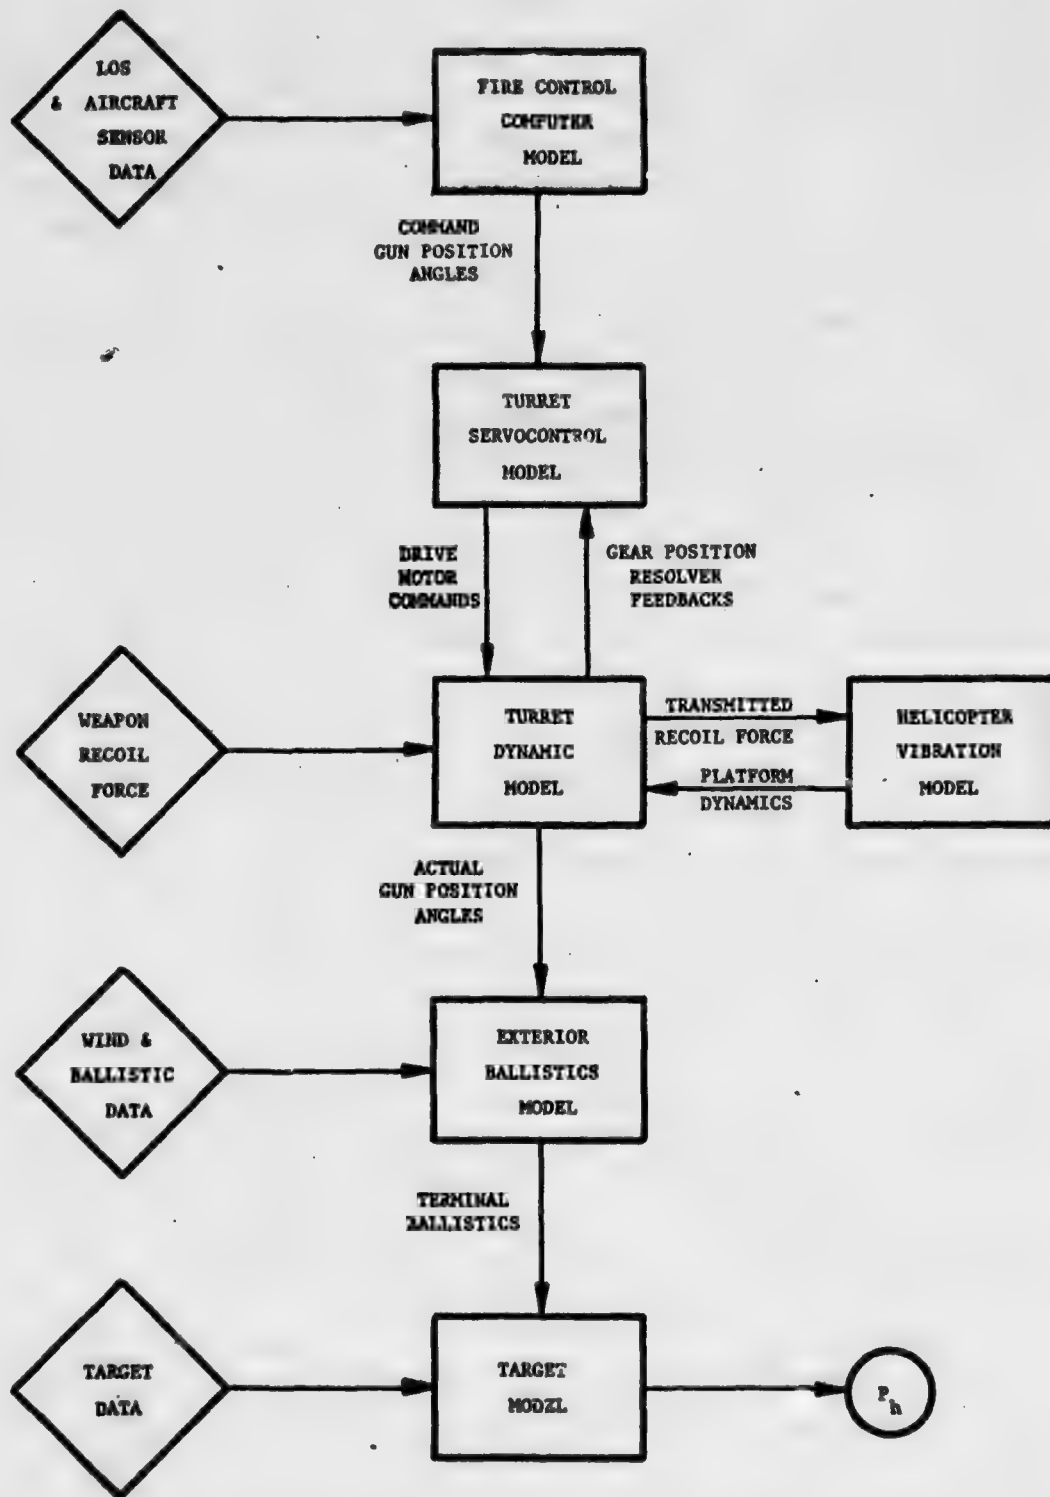 LOS
& AIRCRAFT
SENSOR
DATA
FIRE CONTROL
COMPUTER
MODEL
COMMAND
GUN POSITION
ANGLES
TURRET
SERVOCONTROL
MODEL
DRIVE
MOTOR
COMMANDS
GEAR POSITION
RESOLVER
FEEDBACKS
WEAPON
RECOIL
FORCE
TURRET
DYNAMIC
MODEL
TRANSMITTED
RECOIL FORCE
PLATFORM
DYNAMICS
HELICOPTER
VIBRATION
MODEL
ACTUAL
GUN POSITION
ANGLES
WIND &
BALLISTIC
DATA
EXTERIOR
BALLISTICS
MODEL
TERMINAL
BALLISTICS
TARGET
DATA
TARGET
MODEL
P_h